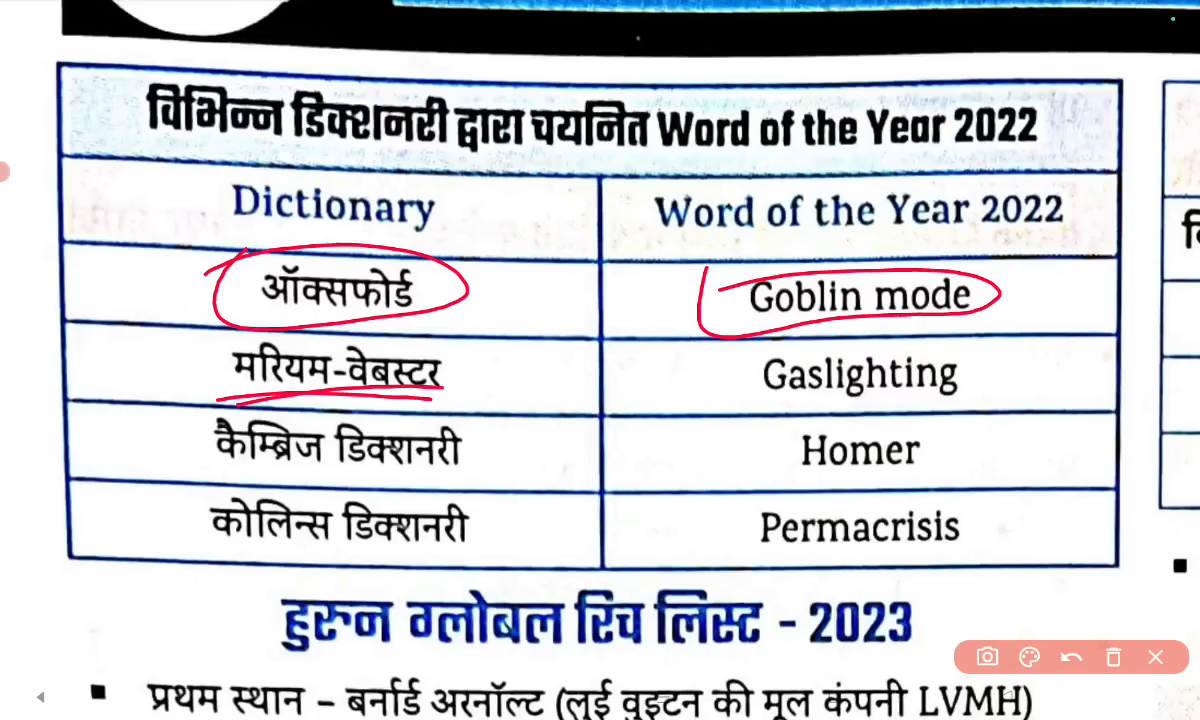 विभिन्न डिक्शनरी द्वारा चयनित Word of the Year 2022
Dictionary Word of the Year 2022
ऑक्सफोर्ड Goblin mode
मरियम-वेबस्टर Gaslighting
कैम्ब्रिज डिक्शनरी Homer
कोलिन्स डिक्शनरी Permacrisis
हुरुन ग्लोबल रिच लिस्ट - 2023
▪ प्रथम स्थान – बर्नार्ड अरनॉल्ट (लुई वुइटन की मूल कंपनी LVMH)